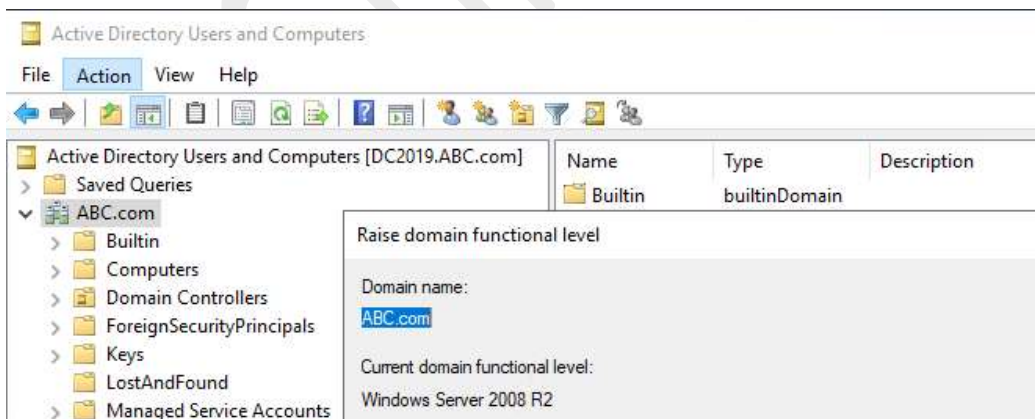 Active Directory Users and Computers
File Action View Help
Active Directory Users and Computers [DC2019.ABC.com]
Saved Queries
ABC.com
Builtin
Computers
Domain Controllers
ForeignSecurityPrincipals
Keys
LostAndFound
Managed Service Accounts
Name Type Description
Builtin builtinDomain
Raise domain functional level
Domain name:
ABC.com
Current domain functional level:
Windows Server 2008 R2